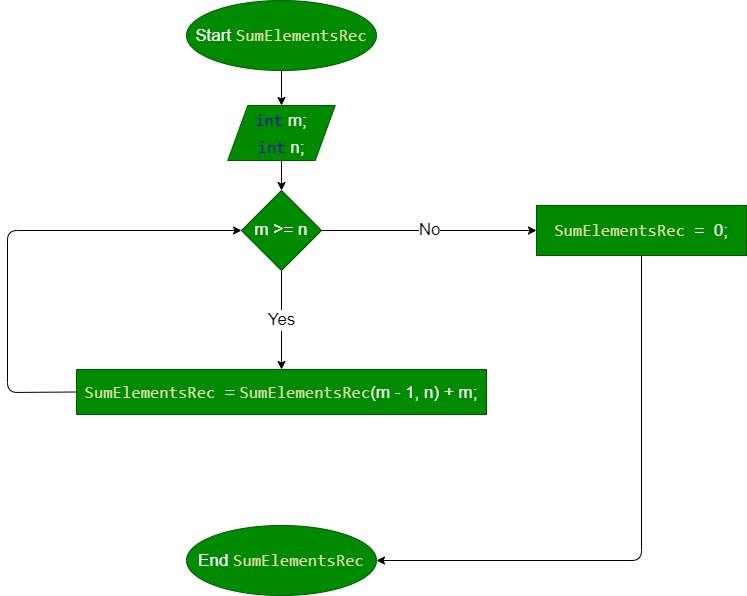 Start SumElementsRec
int m;
int n;
m >= n
No
SumElementsRec = 0;
Yes
SumElementsRec = SumElementsRec(m - 1, n) + m;
End SumElementsRec